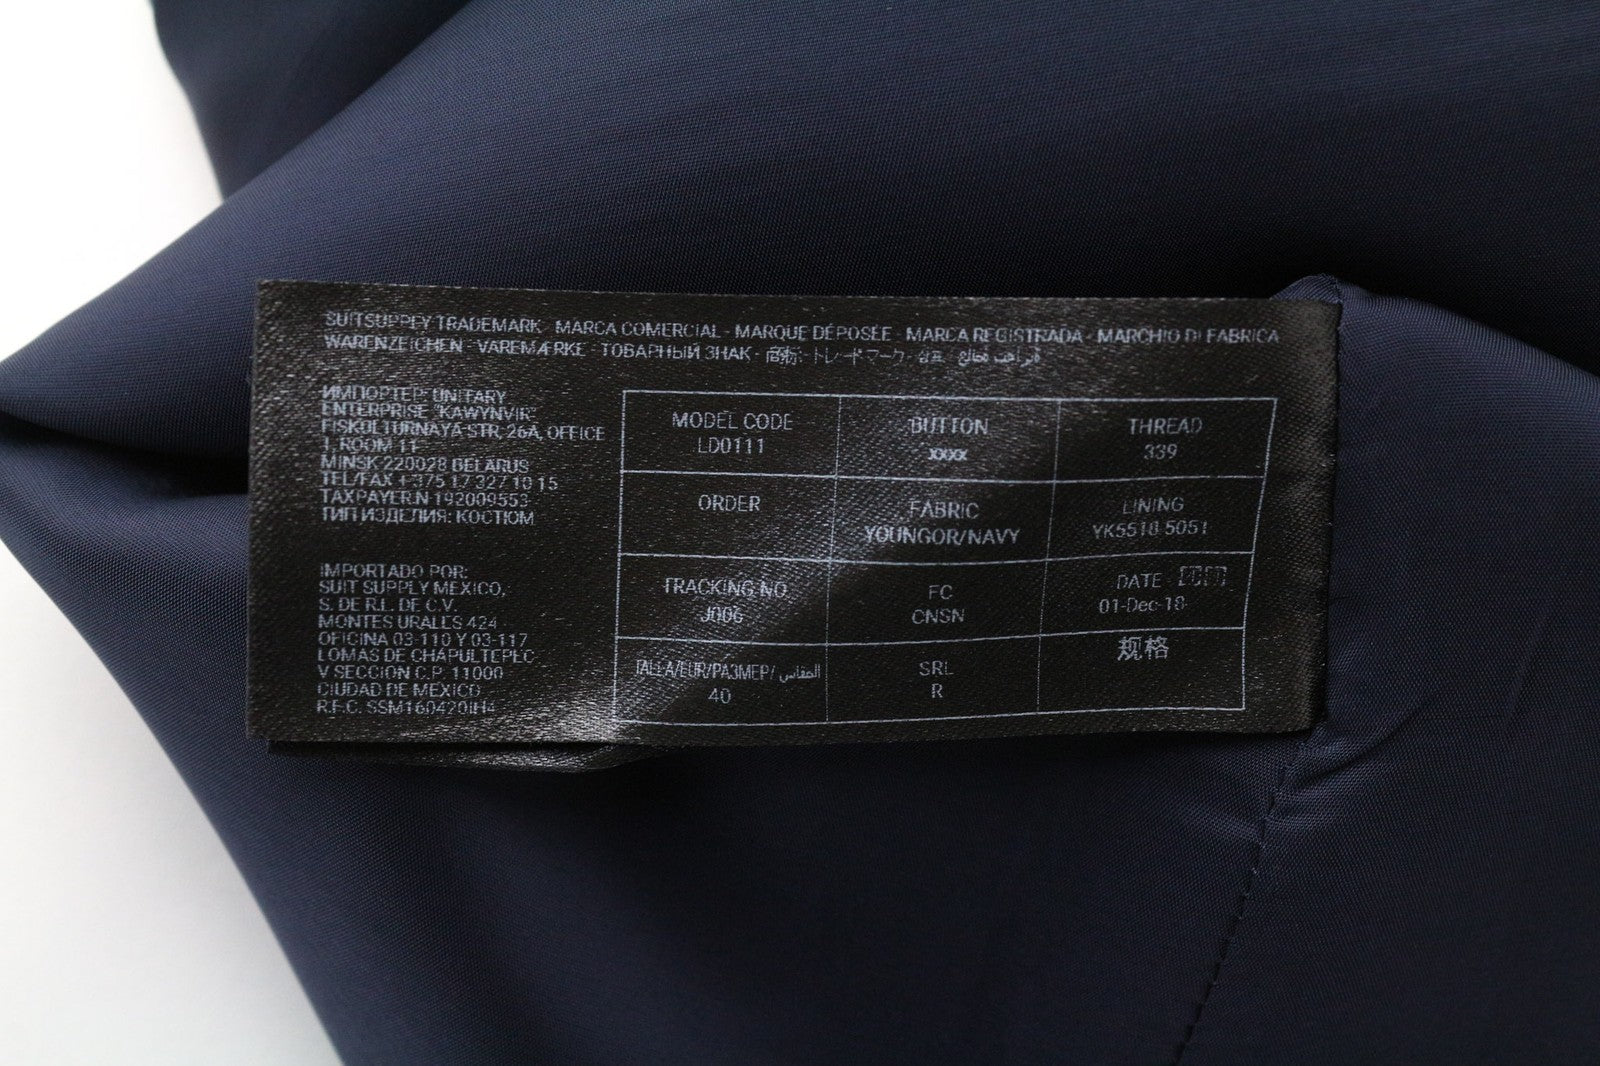 SUITSUPPLY TRADEMARK - MARCA COMERCIAL - MARQUE DÉPOSÉE - MARCA REGISTRADA - MARCHIO DI FABRICA
WARENZEICHEN - VAREMÆRKE - ТОВАРНЫЙ ЗНАК - 商标 - トレードマーク - 상표
ИМПОРТЕР: UNITARY
ENTERPRISE "KAWYNVIR"
FISKULTURNAYA STR, 26A, OFFICE
1, ROOM 11
MINSK 220028 BELARUS
TEL/FAX +375 17 327 10 15
TAXPAYER N 192009553
ТИП ИЗДЕЛИЯ: КОСТЮМ
IMPORTADO POR:
SUIT SUPPLY MEXICO,
S. DE R.L. DE C.V.
MONTES URALES 424
OFICINA 03-110 Y 03-117
LOMAS DE CHAPULTEPEC
V SECCION C.P. 11000
CIUDAD DE MEXICO
R.F.C. SSM160420IH4
MODEL CODE
LD0111
BUTTON
xxxx
THREAD
339
ORDER
FABRIC
YOUNGOR/NAVY
LINING
YK5510 5051
TRACKING NO
J006
FC
CNSN
DATE
01-Dec-18
TALLA/EUR/РАЗМЕР/ المقاس
40
SRL
R
规格